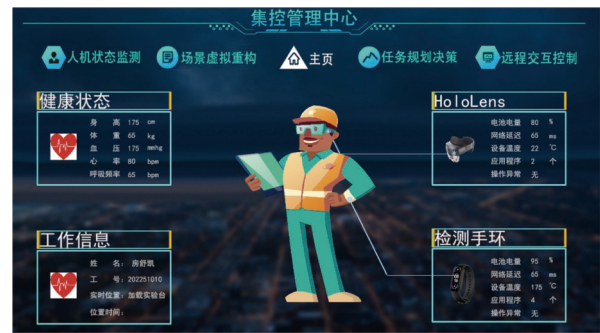 集控管理中心
人机状态监测 场景虚拟重构 主页 任务规划决策 远程交互控制
健康状态
身 高 175 cm
体 重 65 kg
血 压 175 mmhg
心 率 80 bpm
呼吸频率 65 bpm
HoloLens
电池电量 80 %
网络延迟 65 ms
设备温度 22 ℃
应用程序 2 个
操作异常 无
工作信息
姓 名: 房舒凯
工 号: 202251010
实时位置: 加载实验台
位置时间:
检测手环
电池电量 95 %
网络延迟 65 ms
设备温度 175 ℃
应用程序 4 个
操作异常 无